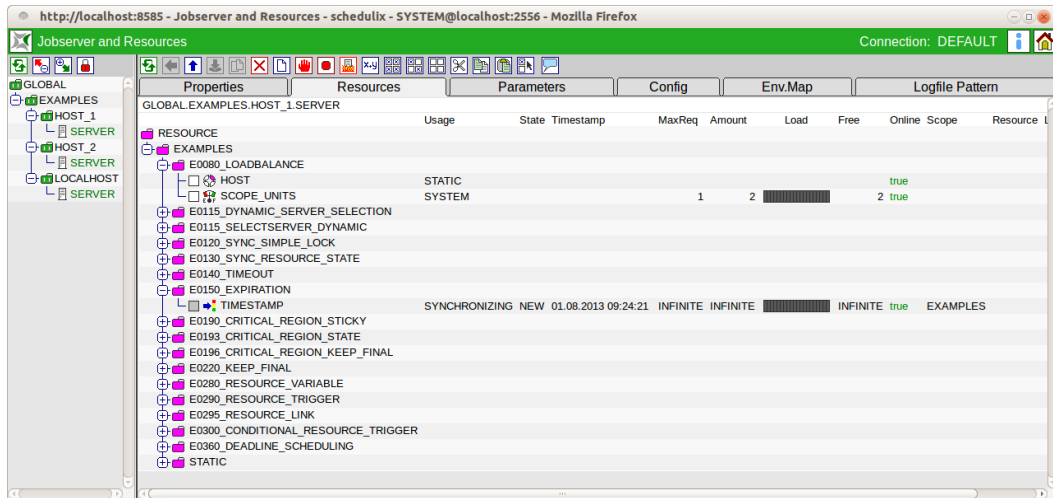 http://localhost:8585 - Jobserver and Resources - schedulix - SYSTEM@localhost:2556 - Mozilla Firefox
Jobserver and Resources Connection: DEFAULT
GLOBAL
EXAMPLES
HOST_1
SERVER
HOST_2
SERVER
LOCALHOST
SERVER
x.y
Properties Resources Parameters Config Env.Map Logfile Pattern
GLOBAL.EXAMPLES.HOST_1.SERVER
Usage State Timestamp MaxReq Amount Load Free Online Scope Resource L
RESOURCE
EXAMPLES
E0080_LOADBALANCE
HOST STATIC true
SCOPE_UNITS SYSTEM 1 2 2 true
E0115_DYNAMIC_SERVER_SELECTION
E0115_SELECTSERVER_DYNAMIC
E0120_SYNC_SIMPLE_LOCK
E0130_SYNC_RESOURCE_STATE
E0140_TIMEOUT
E0150_EXPIRATION
TIMESTAMP SYNCHRONIZING NEW 01.08.2013 09:24:21 INFINITE INFINITE INFINITE true EXAMPLES
E0190_CRITICAL_REGION_STICKY
E0193_CRITICAL_REGION_STATE
E0196_CRITICAL_REGION_KEEP_FINAL
E0220_KEEP_FINAL
E0280_RESOURCE_VARIABLE
E0290_RESOURCE_TRIGGER
E0295_RESOURCE_LINK
E0300_CONDITIONAL_RESOURCE_TRIGGER
E0360_DEADLINE_SCHEDULING
STATIC